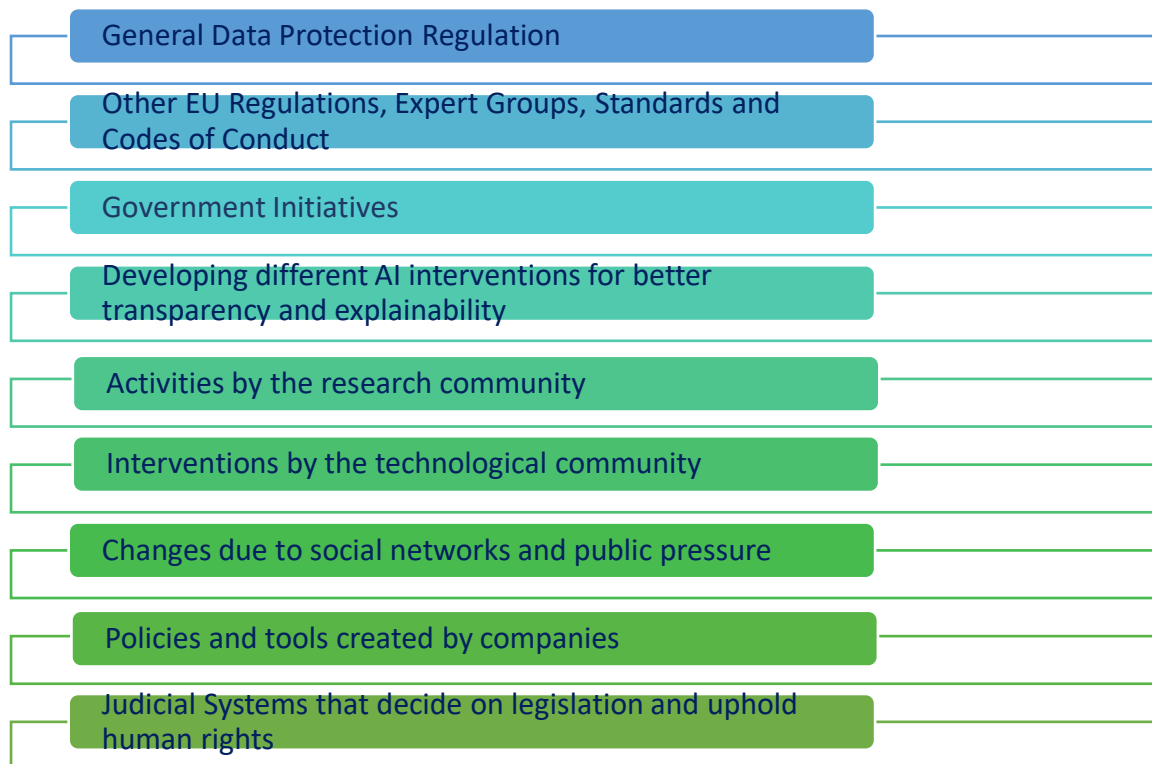 General Data Protection Regulation
Other EU Regulations, Expert Groups, Standards and
Codes of Conduct
Government Initiatives
Developing different AI interventions for better
transparency and explainability
Activities by the research community
Interventions by the technological community
Changes due to social networks and public pressure
Policies and tools created by companies
Judicial Systems that decide on legislation and uphold
human rights